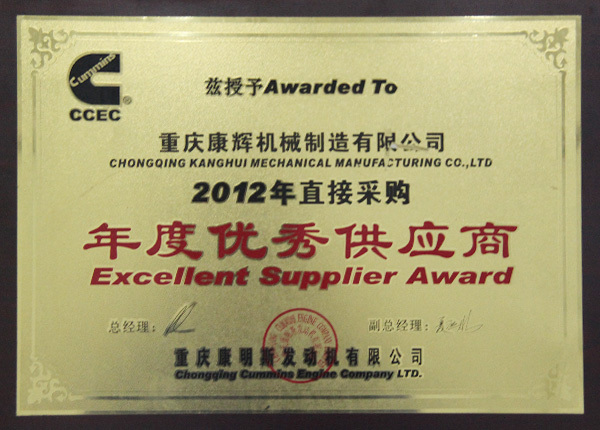 Cummins
CCEC
®
兹授予Awarded To
重庆康辉机械制造有限公司
CHONGQING KANGHUI MECHANICAL MANUFACTURING CO.,LTD
2012年直接采购
年度优秀供应商
Excellent Supplier Award
总经理：
副总经理：
重庆康明斯发动机有限公司
Chongqing Cummins Engine Company LTD.